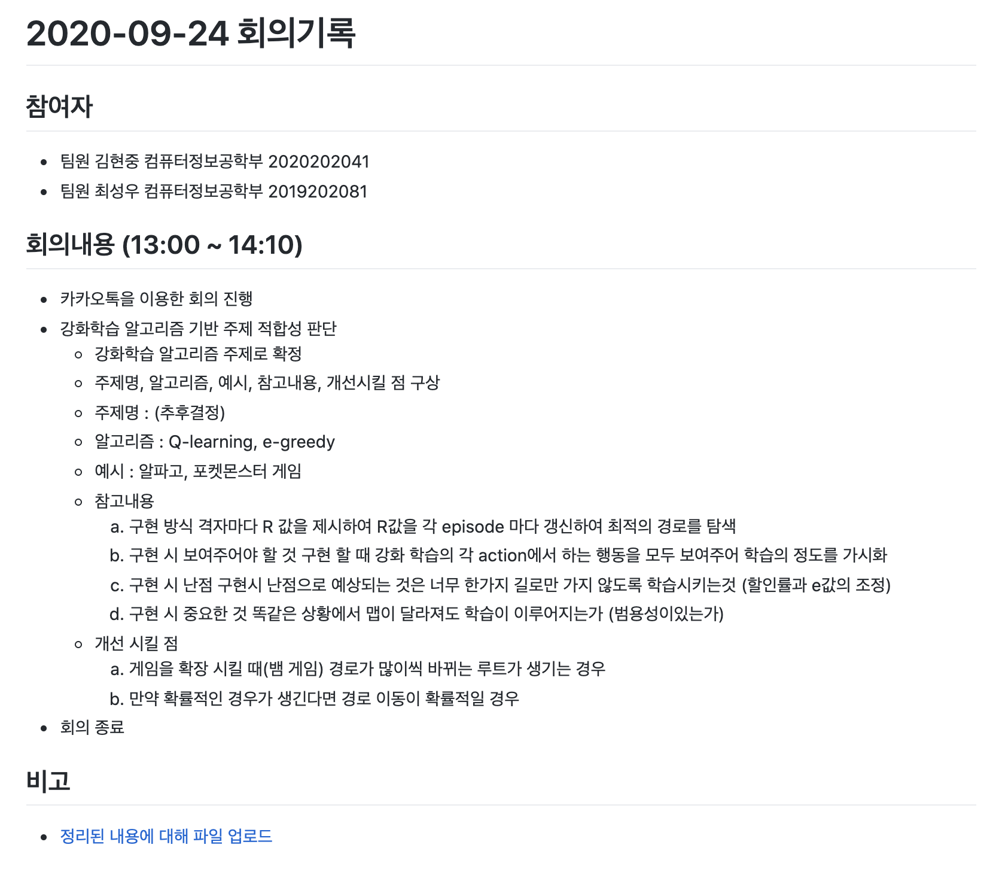 2020-09-24 회의기록
참여자
팀원 김현중 컴퓨터정보공학부 2020202041
팀원 최성우 컴퓨터정보공학부 2019202081
회의내용 (13:00 ~ 14:10)
카카오톡을 이용한 회의 진행
강화학습 알고리즘 기반 주제 적합성 판단
강화학습 알고리즘 주제로 확정
주제명, 알고리즘, 예시, 참고내용, 개선시킬 점 구상
주제명 : (추후결정)
알고리즘 : Q-learning, e-greedy
예시 : 알파고, 포켓몬스터 게임
참고내용
a. 구현 방식 격자마다 R 값을 제시하여 R값을 각 episode 마다 갱신하여 최적의 경로를 탐색
b. 구현 시 보여주어야 할 것 구현 할 때 강화 학습의 각 action에서 하는 행동을 모두 보여주어 학습의 정도를 가시화
c. 구현 시 난점 구현시 난점으로 예상되는 것은 너무 한가지 길로만 가지 않도록 학습시키는것 (할인률과 e값의 조정)
d. 구현 시 중요한 것 똑같은 상황에서 맵이 달라져도 학습이 이루어지는가 (범용성이있는가)
개선 시킬 점
a. 게임을 확장 시킬 때(뱀 게임) 경로가 많이씩 바뀌는 루트가 생기는 경우
b. 만약 확률적인 경우가 생긴다면 경로 이동이 확률적일 경우
회의 종료
비고
정리된 내용에 대해 파일 업로드